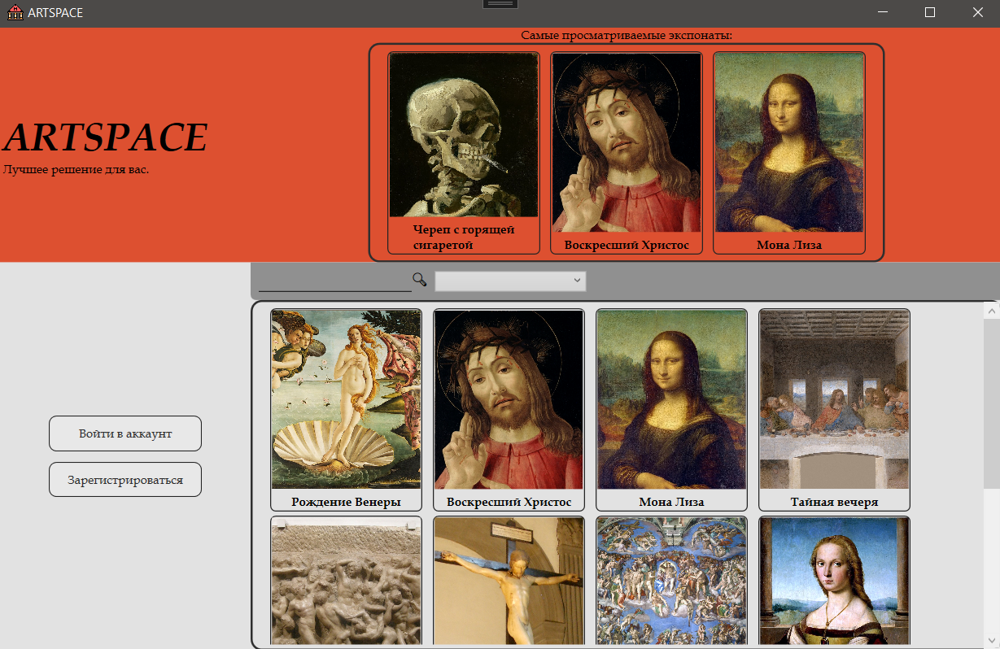 ARTSPACE
Самые просматриваемые экспонаты:
ARTSPACE
Лучшее решение для вас.
Череп с горящей
сигаретой
Воскресший Христос
Мона Лиза
Войти в аккаунт
Зарегистрироваться
Рождение Венеры
Воскресший Христос
Мона Лиза
Тайная вечеря